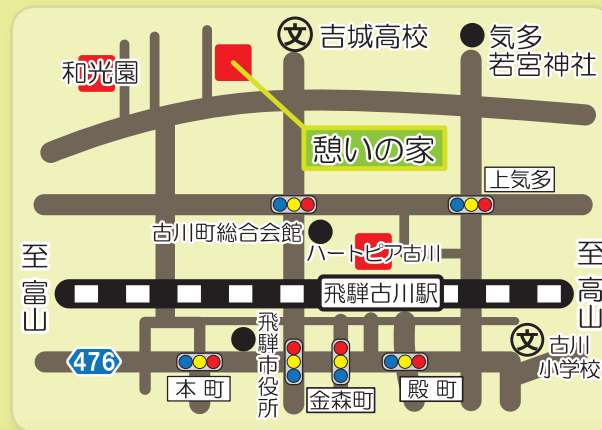 文 吉城高校
気多
若宮神社
和光園
憩いの家
上気多
古川町総合会館
ハートピア古川
至富山
飛騨古川駅
至高山
476
飛騨市役所
文 古川
小学校
本町
金森町
殿町